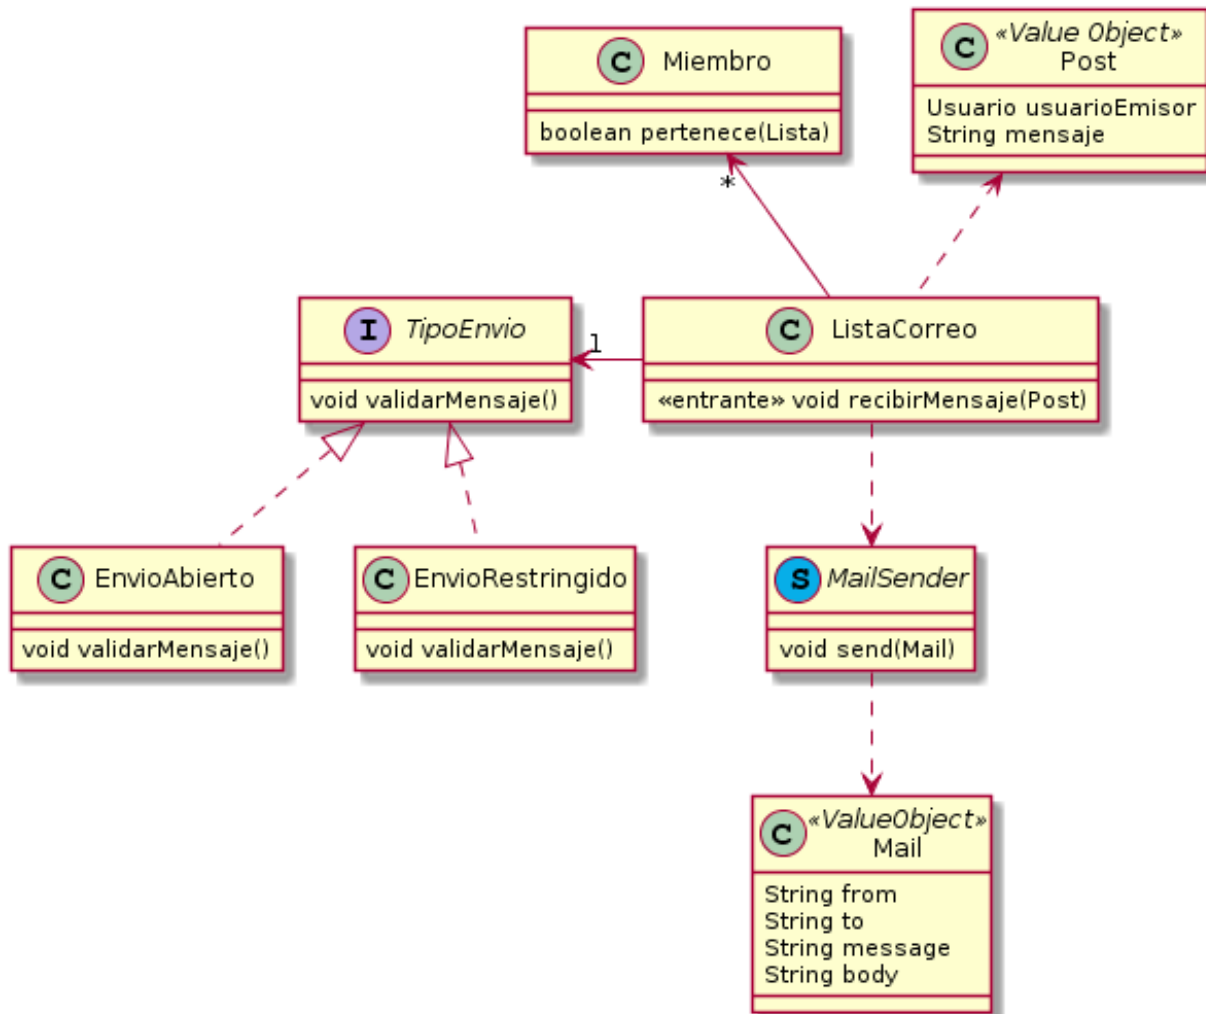 C «Value Object»
Post
Usuario usuarioEmisor
String mensaje
C Miembro
boolean pertenece(Lista)
*
I TipoEnvio
void validarMensaje()
1
C ListaCorreo
«entrante» void recibirMensaje(Post)
C EnvioAbierto
void validarMensaje()
C EnvioRestringido
void validarMensaje()
S MailSender
void send(Mail)
C «ValueObject»
Mail
String from
String to
String message
String body